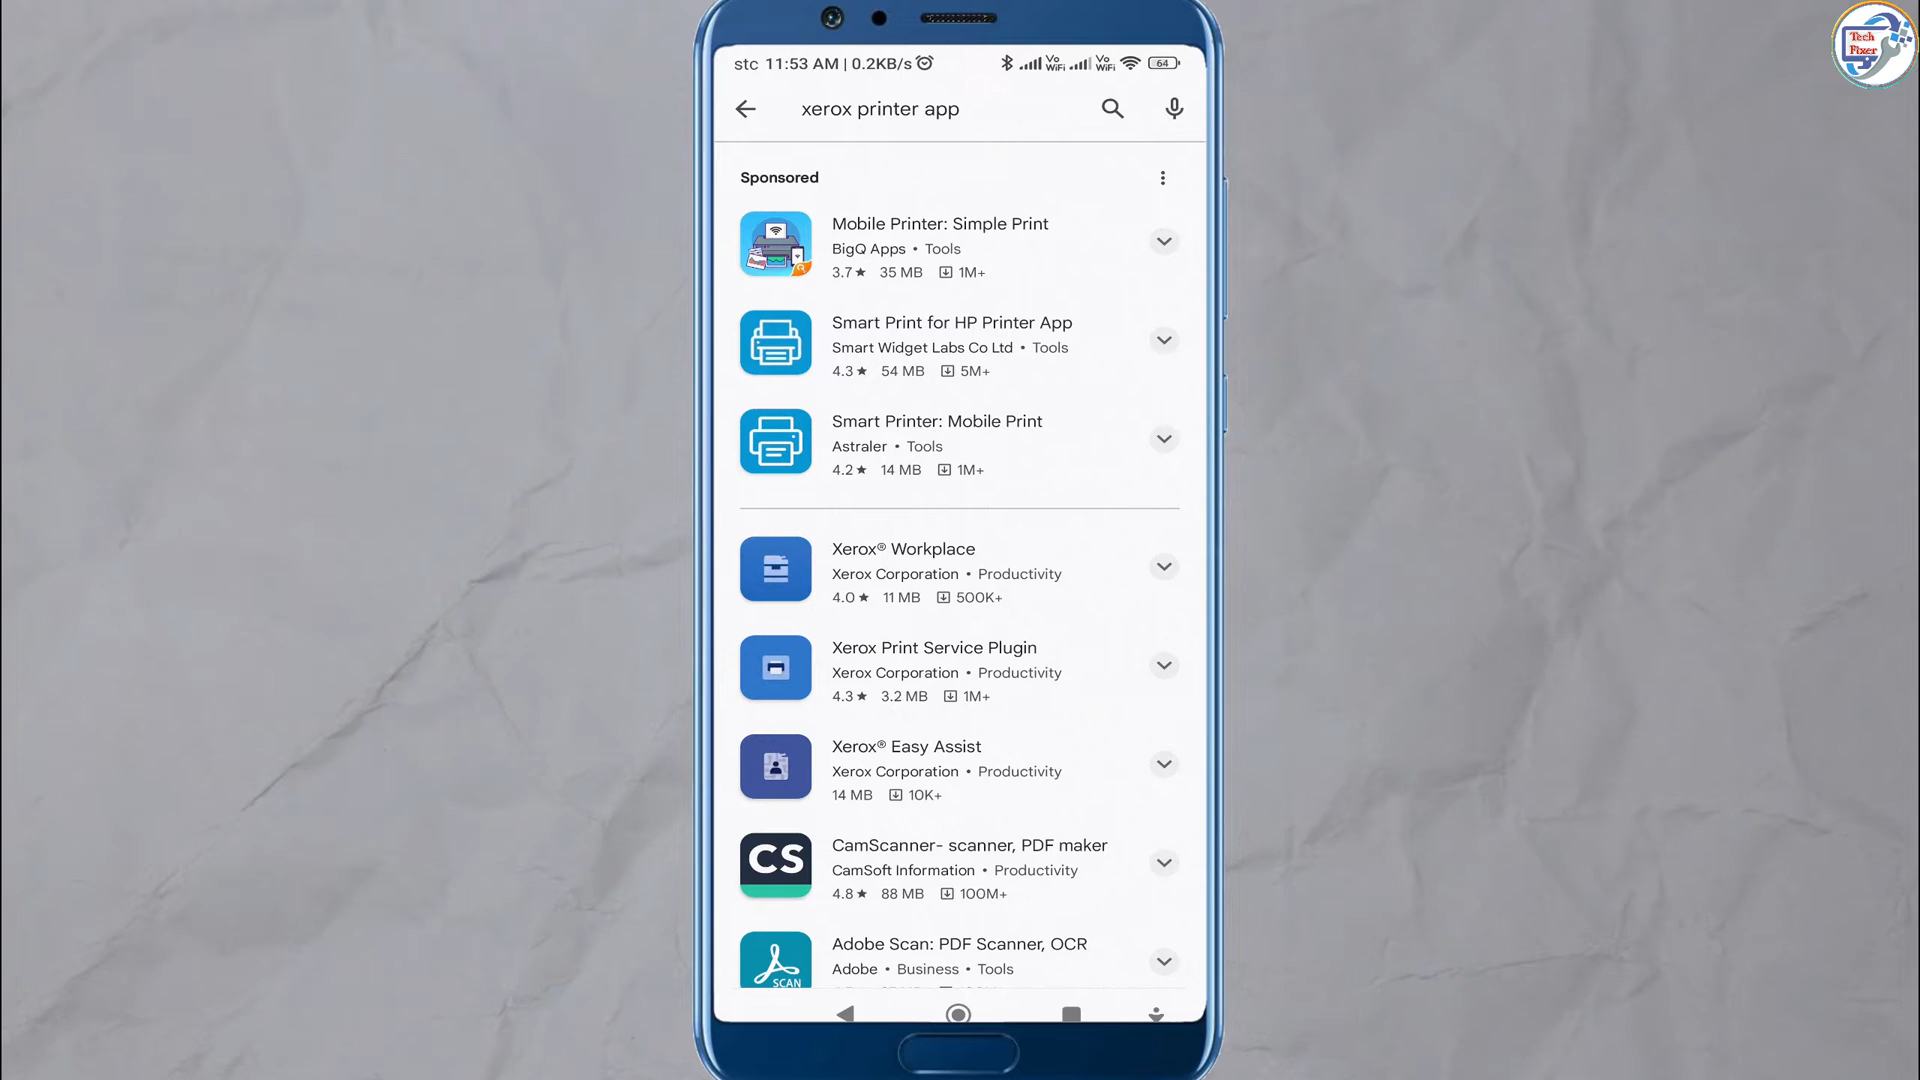 Tech
Fixer
stc 11:53 AM | 0.2KB/s Vo WiFi Vo WiFi 64
xerox printer app
Sponsored
Mobile Printer: Simple Print
BigQ Apps • Tools
3.7★ 35 MB 1M+
Smart Print for HP Printer App
Smart Widget Labs Co Ltd • Tools
4.3★ 54 MB 5M+
Smart Printer: Mobile Print
Astraler • Tools
4.2★ 14 MB 1M+
Xerox® Workplace
Xerox Corporation • Productivity
4.0★ 11 MB 500K+
Xerox Print Service Plugin
Xerox Corporation • Productivity
4.3★ 3.2 MB 1M+
Xerox® Easy Assist
Xerox Corporation • Productivity
14 MB 10K+
CS
CamScanner- scanner, PDF maker
CamSoft Information • Productivity
4.8★ 88 MB 100M+
SCAN
Adobe Scan: PDF Scanner, OCR
Adobe • Business • Tools